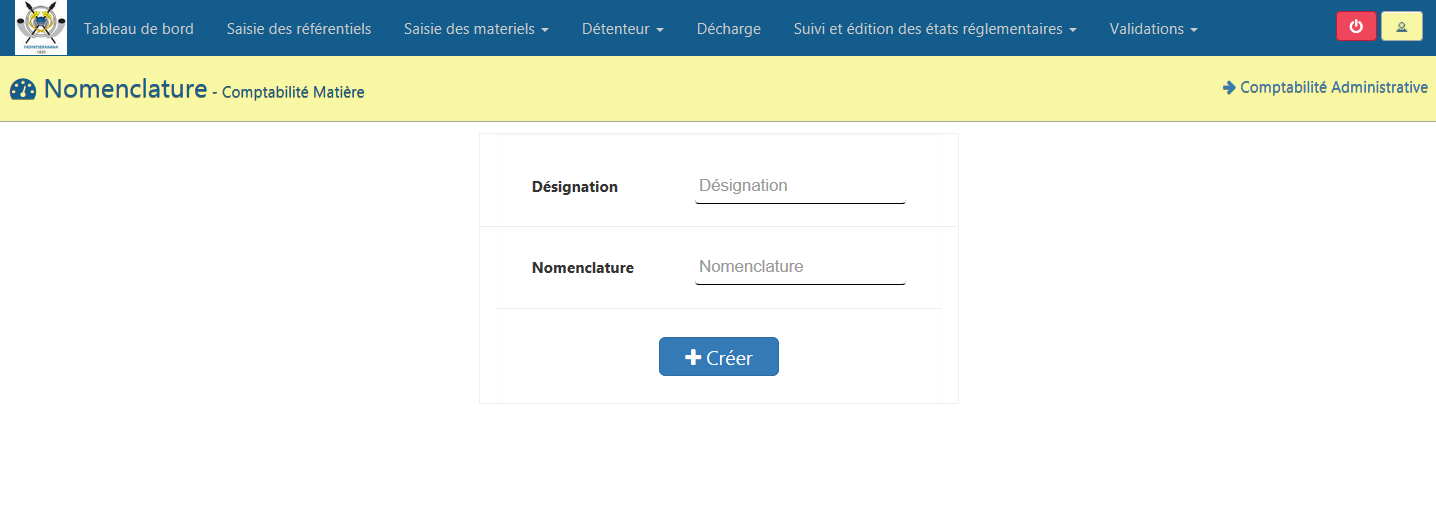 Tableau de bord Saisie des référentiels Saisie des materiels Détenteur Décharge Suivi et édition des états réglementaires Validations
Nomenclature - Comptabilité Matière
Comptabilité Administrative
Désignation Désignation
Nomenclature Nomenclature
Créer